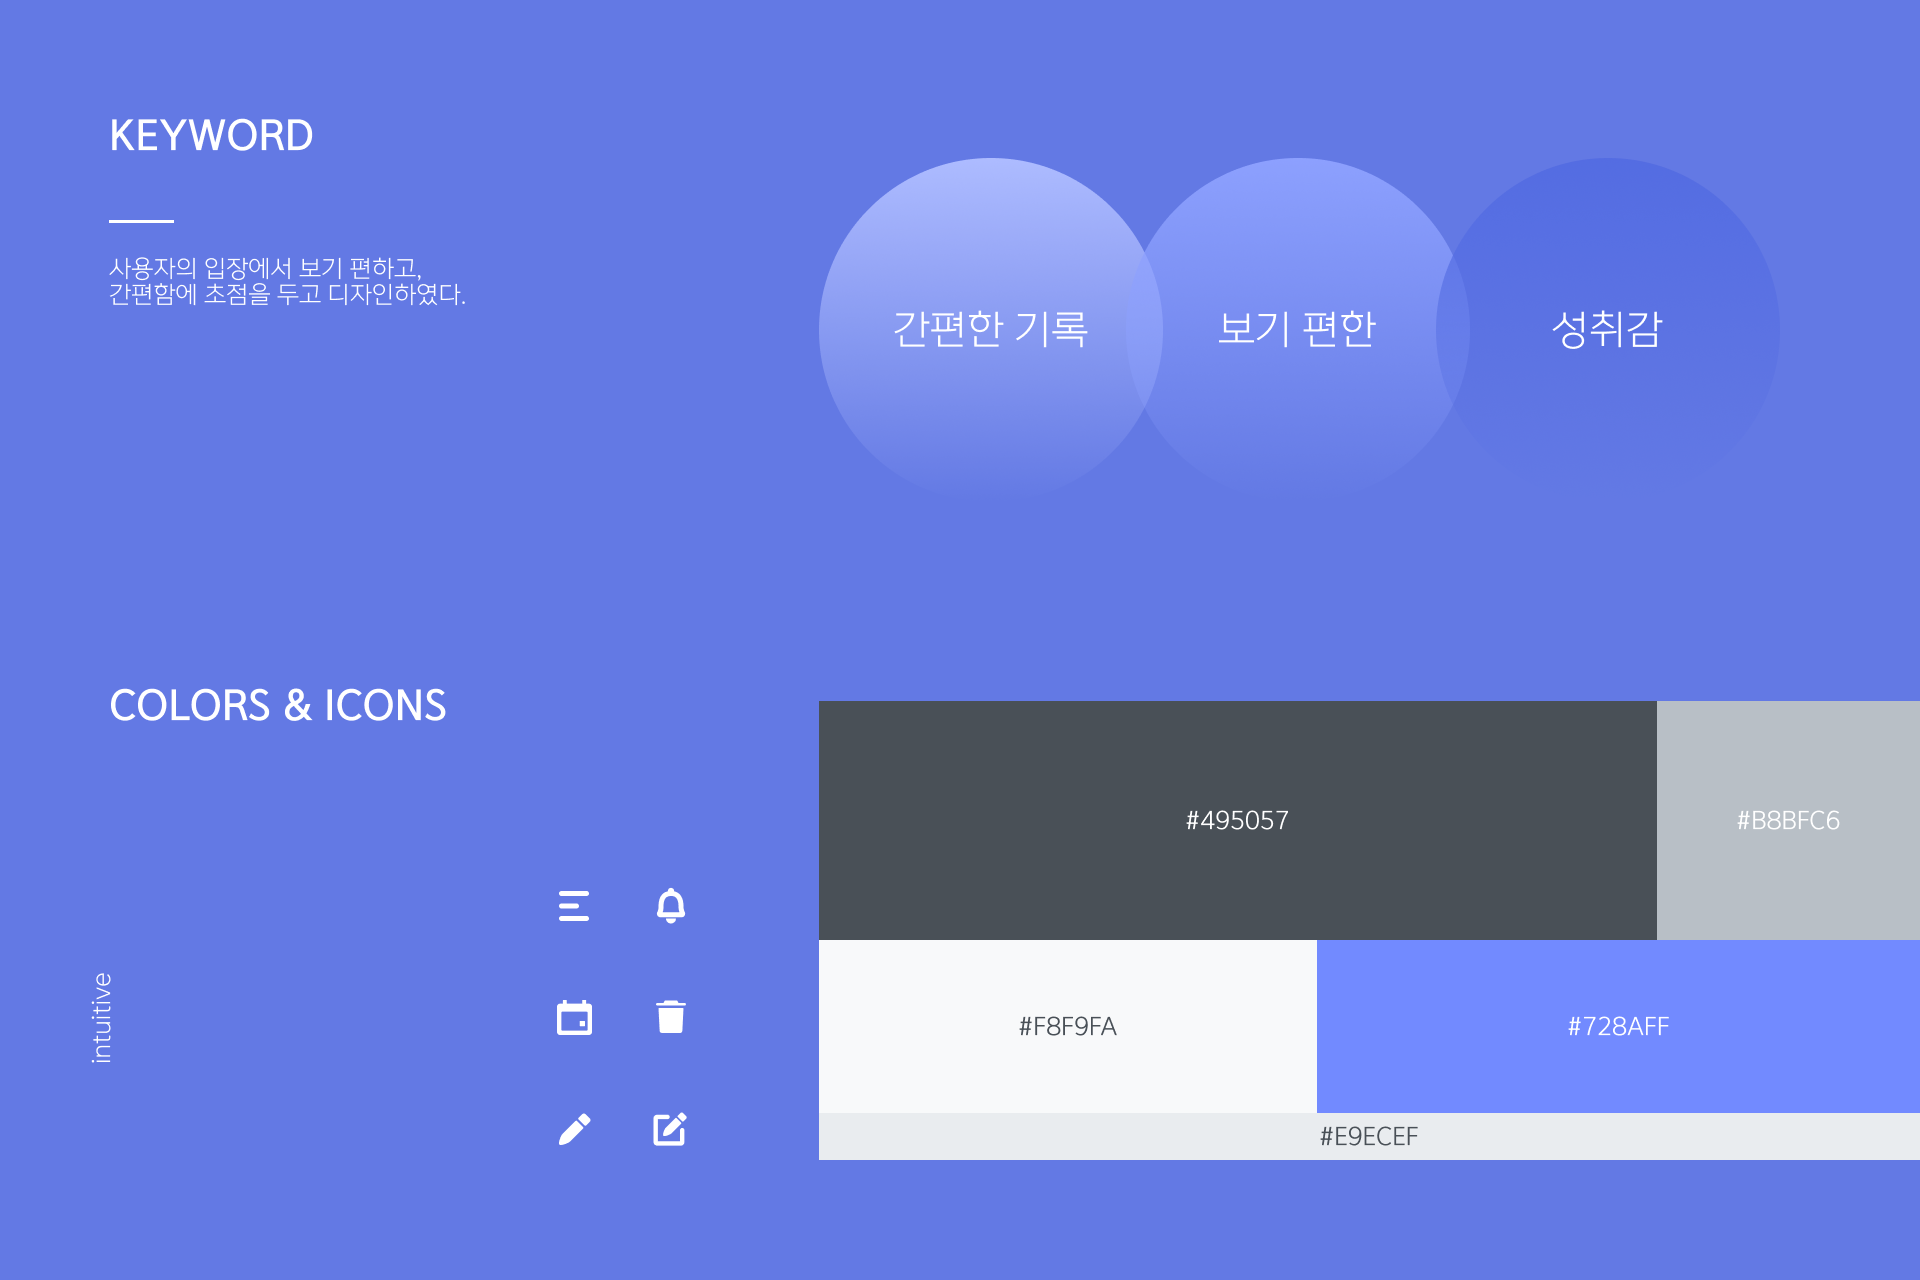 KEYWORD
사용자의 입장에서 보기 편하고,
간편함에 초점을 두고 디자인하였다.
간편한 기록
보기 편한
성취감
COLORS & ICONS
intuitive
#495057
#B8BFC6
#F8F9FA
#728AFF
#E9ECEF